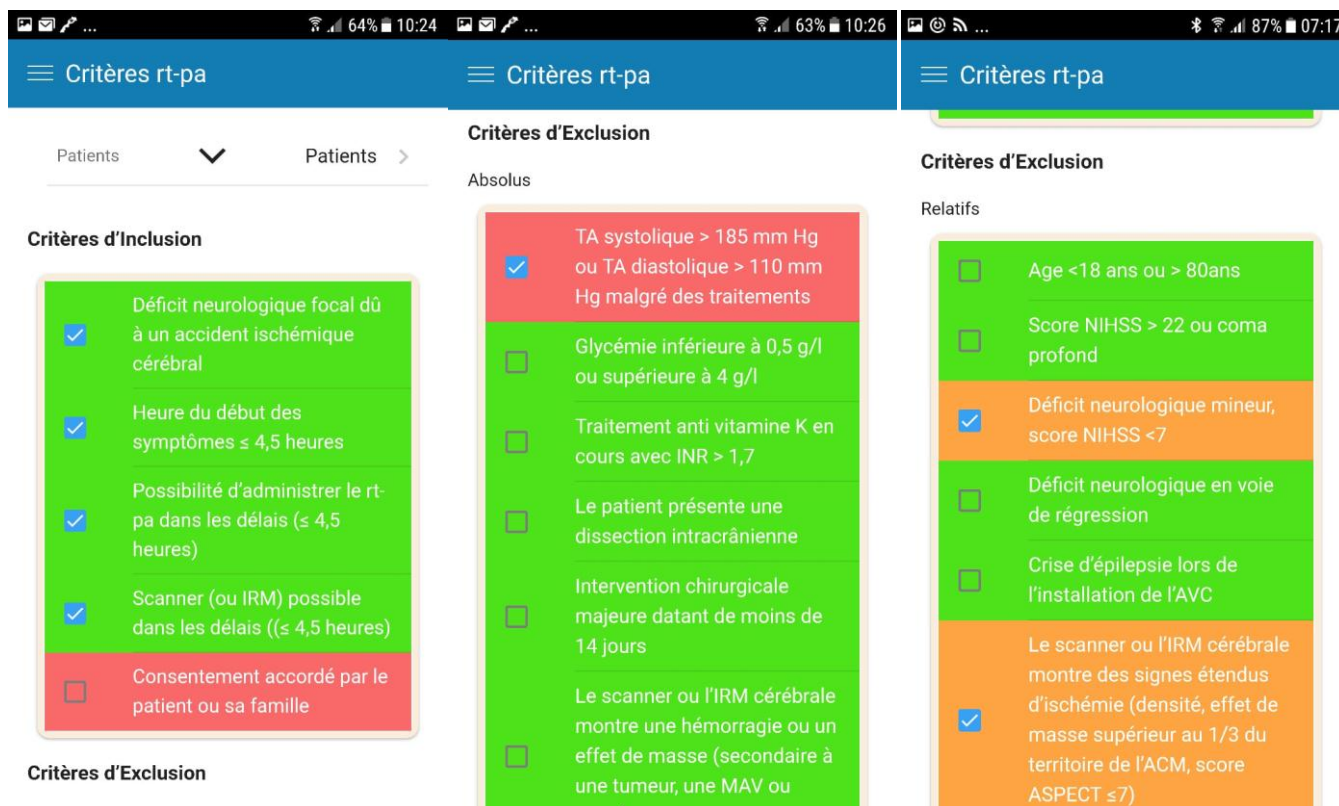 ... 64% 10:24
Critères rt-pa
Patients Patients
Critères d’Inclusion
Déficit neurologique focal dû
à un accident ischémique
cérébral
Heure du début des
symptômes ≤ 4,5 heures
Possibilité d’administrer le rt-
pa dans les délais (≤ 4,5
heures)
Scanner (ou IRM) possible
dans les délais ((≤ 4,5 heures)
Consentement accordé par le
patient ou sa famille
Critères d’Exclusion
... 63% 10:26
Critères rt-pa
Critères d’Exclusion
Absolus
TA systolique > 185 mm Hg
ou TA diastolique > 110 mm
Hg malgré des traitements
Glycémie inférieure à 0,5 g/l
ou supérieure à 4 g/l
Traitement anti vitamine K en
cours avec INR > 1,7
Le patient présente une
dissection intracrânienne
Intervention chirurgicale
majeure datant de moins de
14 jours
Le scanner ou l’IRM cérébrale
montre une hémorragie ou un
effet de masse (secondaire à
une tumeur, une MAV ou
... 87% 07:17
Critères rt-pa
Critères d’Exclusion
Relatifs
Age <18 ans ou > 80ans
Score NIHSS > 22 ou coma
profond
Déficit neurologique mineur,
score NIHSS <7
Déficit neurologique en voie
de régression
Crise d’épilepsie lors de
l’installation de l’AVC
Le scanner ou l’IRM cérébrale
montre des signes étendus
d’ischémie (densité, effet de
masse supérieur au 1/3 du
territoire de l’ACM, score
ASPECT ≤7)